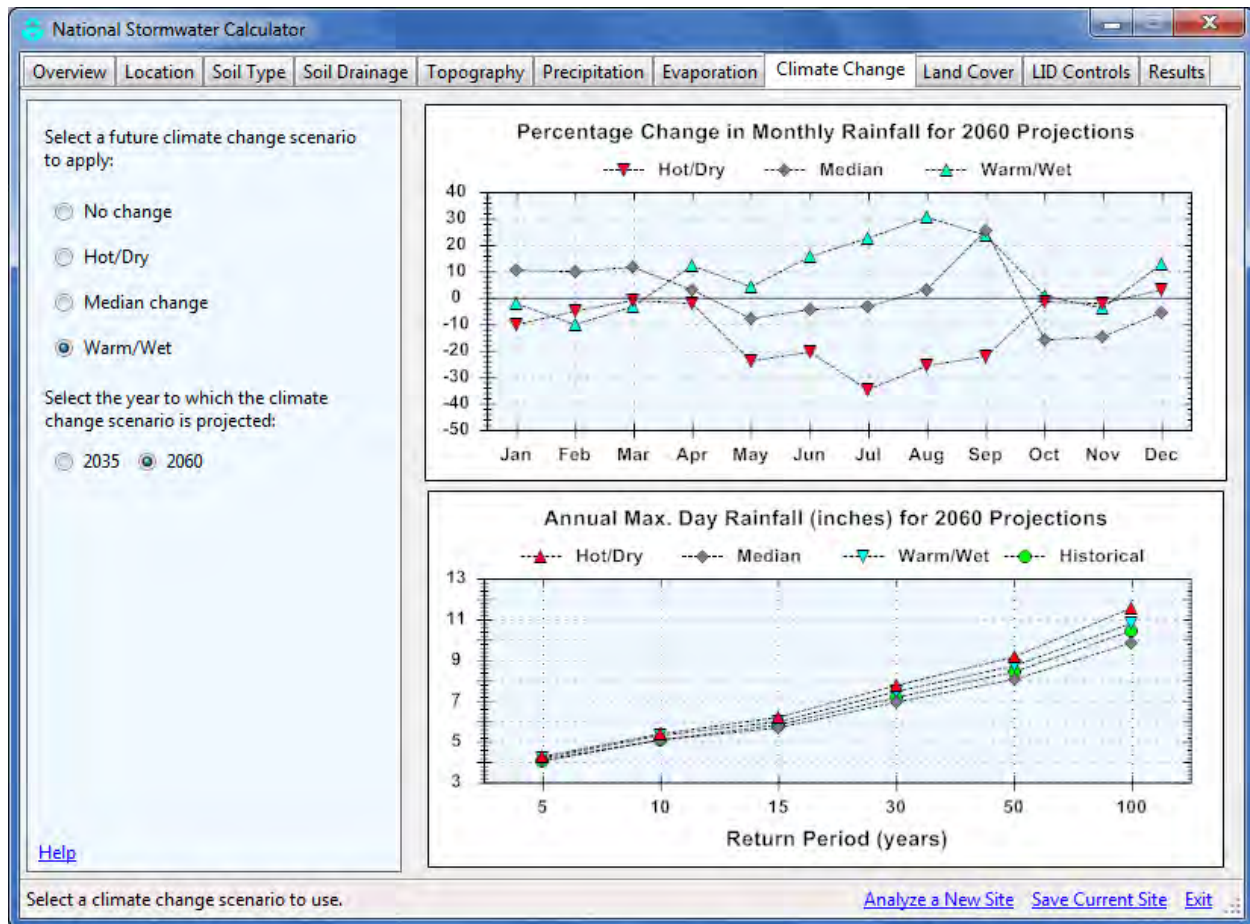 National Stormwater Calculator
Overview Location Soil Type Soil Drainage Topography Precipitation Evaporation Climate Change Land Cover LID Controls Results
Select a future climate change scenario
to apply:
No change
Hot/Dry
Median change
Warm/Wet
Select the year to which the climate
change scenario is projected:
2035 2060
Help
Percentage Change in Monthly Rainfall for 2060 Projections
Hot/Dry Median Warm/Wet
40
30
20
10
0
-10
-20
-30
-40
-50
Jan Feb Mar Apr May Jun Jul Aug Sep Oct Nov Dec
Annual Max. Day Rainfall (inches) for 2060 Projections
Hot/Dry Median Warm/Wet Historical
13
11
9
7
5
3
5 10 15 30 50 100
Return Period (years)
Select a climate change scenario to use.
Analyze a New Site Save Current Site Exit